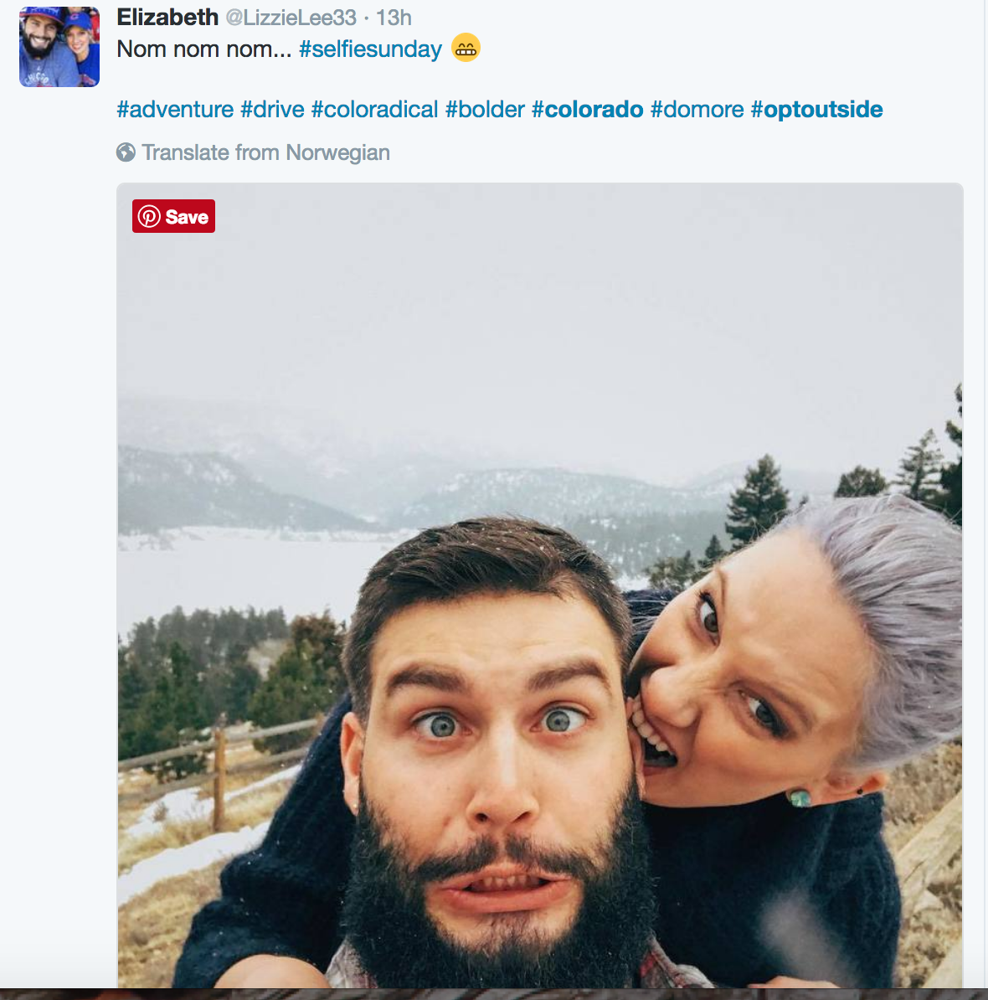 Elizabeth @LizzieLee33 · 13h
Nom nom nom... #selfiesunday 😁
#adventure #drive #coloradical #bolder #colorado #domore #optoutside
Translate from Norwegian
Save